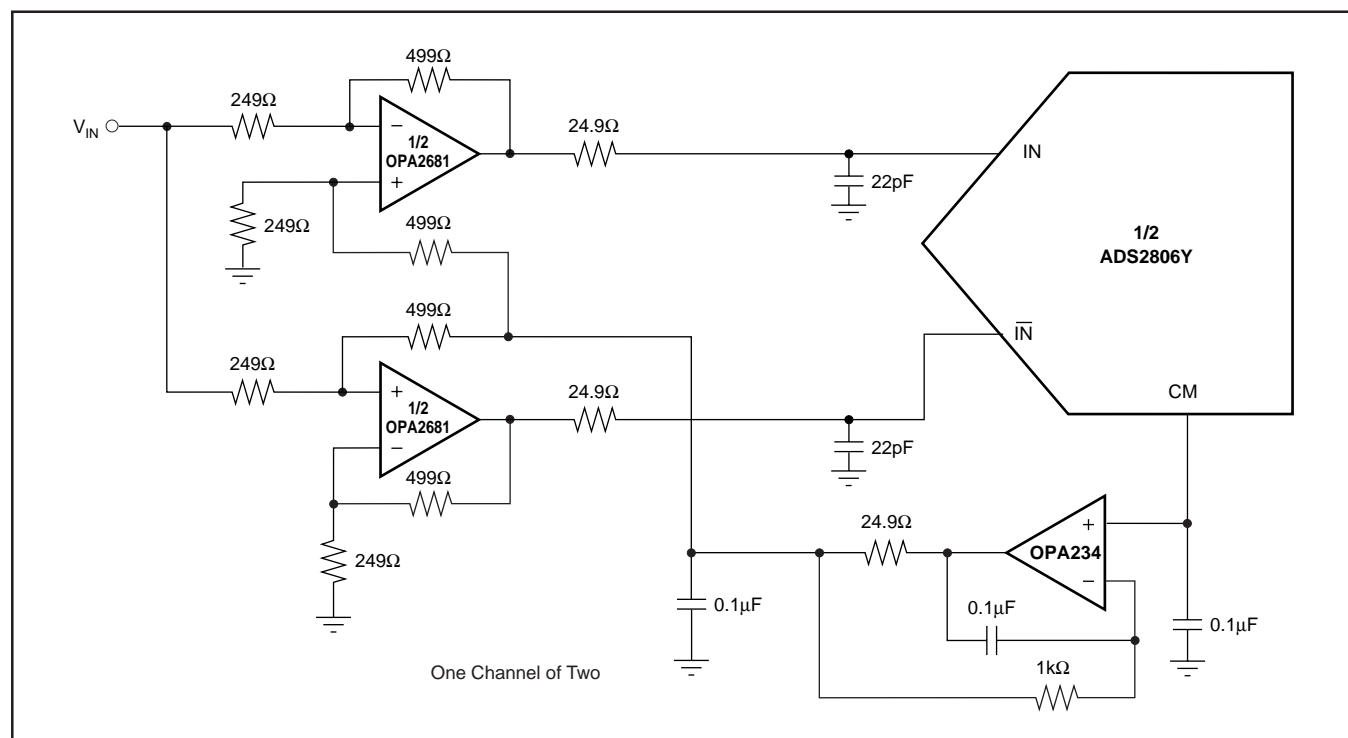 499Ω
249Ω
V_IN
−
1/2
OPA2681
+
24.9Ω
IN
22pF
249Ω
499Ω
1/2
ADS2806Y
499Ω
249Ω
+
1/2
OPA2681
−
24.9Ω
I̅N̅
CM
22pF
499Ω
249Ω
24.9Ω
+
OPA234
−
0.1µF
0.1µF
0.1µF
1kΩ
One Channel of Two